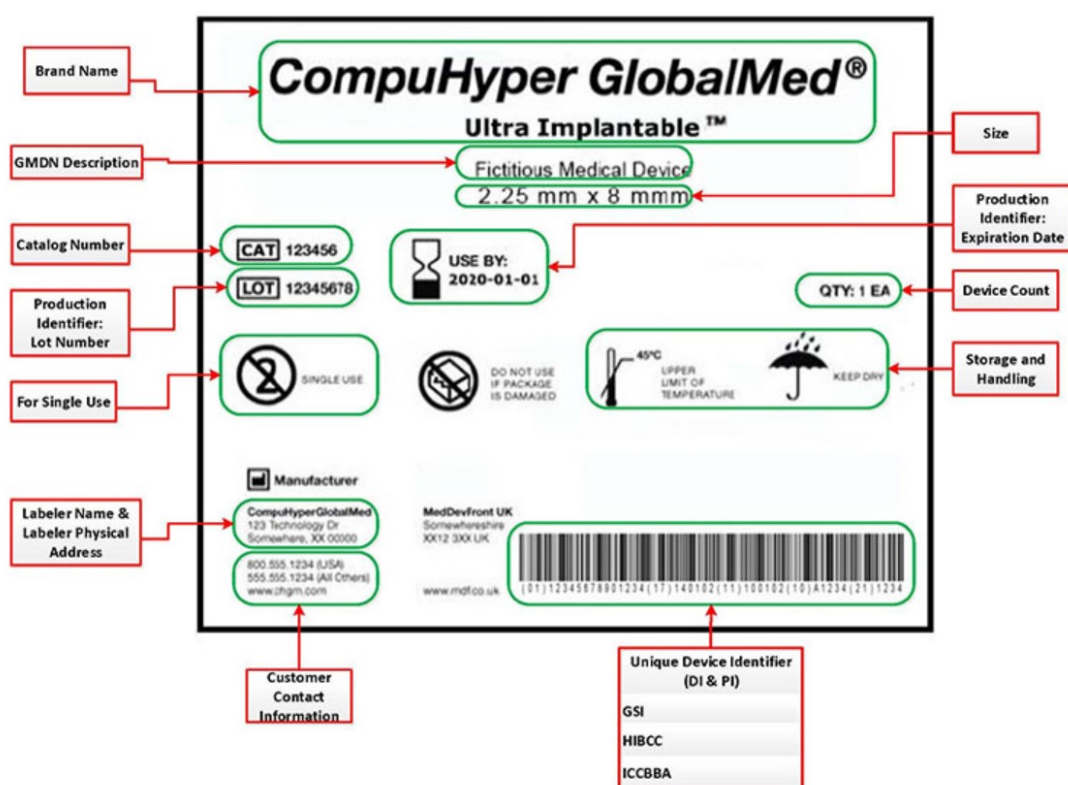 CompuHyper GlobalMed®
Ultra Implantable™
Brand Name
GMDN Description
Fictitious Medical Device
2.25 mm x 8 mmm
Size
Catalog Number
CAT 123456
Production
Identifier:
Lot Number
LOT 12345678
USE BY:
2020-01-01
Production
Identifier:
Expiration Date
QTY: 1 EA
Device Count
For Single Use
2
SINGLE USE
DO NOT USE
IF PACKAGE
IS DAMAGED
45°C
UPPER
LIMIT OF
TEMPERATURE
KEEP DRY
Storage and
Handling
Manufacturer
Labeler Name &
Labeler Physical
Address
CompuHyperGlobalMed
123 Technology Dr
Somewhere, XX 00000
800.555.1234 (USA)
555.555.1234 (All Others)
www.chgm.com
MedDevFront UK
Somewhereshire
XX12 3XX UK
www.mdf.co.uk
(01)12345678901234(17)140102(11)100102(10)A1234(21)1234
Customer
Contact
Information
Unique Device Identifier
(DI & PI)
GSI
HIBCC
ICCBBA